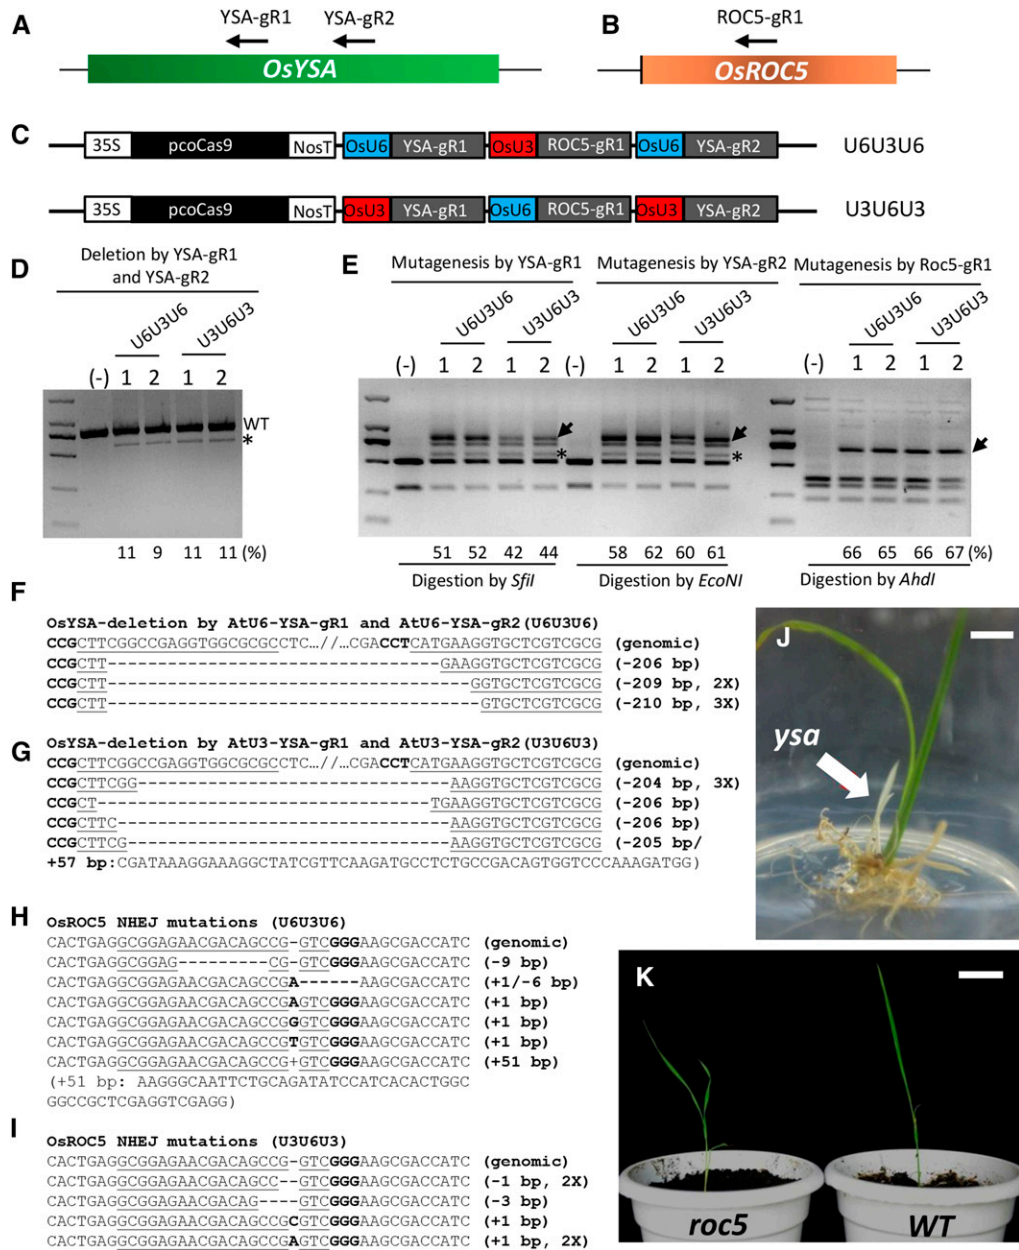 A
YSA-gR1
YSA-gR2
OsYSA
B
ROC5-gR1
OsROC5
C
35S pcoCas9 NosT OsU6 YSA-gR1 OsU3 ROC5-gR1 OsU6 YSA-gR2 U6U3U6
35S pcoCas9 NosT OsU3 YSA-gR1 OsU6 ROC5-gR1 OsU3 YSA-gR2 U3U6U3
D
Deletion by YSA-gR1
and YSA-gR2
U6U3U6 U3U6U3
(-) 1 2 1 2
WT
*
11 9 11 11 (%)
E
Mutagenesis by YSA-gR1 Mutagenesis by YSA-gR2 Mutagenesis by Roc5-gR1
U6U3U6 U3U6U3 U6U3U6 U3U6U3 U6U3U6 U3U6U3
(-) 1 2 1 2 (-) 1 2 1 2 (-) 1 2 1 2
* *
51 52 42 44 58 62 60 61 66 65 66 67 (%)
Digestion by SfiI Digestion by EcoNI Digestion by AhdI
F
OsYSA-deletion by AtU6-YSA-gR1 and AtU6-YSA-gR2(U6U3U6)
CCGCTTCGGCCGAGGTGGCGCGCCTC…//…CGACCTCATGAAGGTGCTCGTCGCG (genomic)
CCGCTT---------------------------------GAAGGTGCTCGTCGCG (-206 bp)
CCGCTT------------------------------------GGTGCTCGTCGCG (-209 bp, 2X)
CCGCTT-------------------------------------GTGCTCGTCGCG (-210 bp, 3X)
G
OsYSA-deletion by AtU3-YSA-gR1 and AtU3-YSA-gR2(U3U6U3)
CCGCTTCGGCCGAGGTGGCGCGCCTC…//…CGACCTCATGAAGGTGCTCGTCGCG (genomic)
CCGCTTCGG-------------------------------AAGGTGCTCGTCGCG (-204 bp, 3X)
CCGCT---------------------------------TGAAGGTGCTCGTCGCG (-206 bp)
CCGCTTC---------------------------------AAGGTGCTCGTCGCG (-206 bp)
CCGCTTCG--------------------------------AAGGTGCTCGTCGCG (-205 bp/
+57 bp:CGATAAAGGAAAGGCTATCGTTCAAGATGCCTCTGCCGACAGTGGTCCCAAAGATGG)
H
OsROC5 NHEJ mutations (U6U3U6)
CACTGAGGCGGAGAACGACAGCCG-GTCGGGAAGCGACCATC (genomic)
CACTGAGGCGGAG---------CG-GTCGGGAAGCGACCATC (-9 bp)
CACTGAGGCGGAGAACGACAGCCGA------AAGCGACCATC (+1/-6 bp)
CACTGAGGCGGAGAACGACAGCCGAGTCGGGAAGCGACCATC (+1 bp)
CACTGAGGCGGAGAACGACAGCCGGGTCGGGAAGCGACCATC (+1 bp)
CACTGAGGCGGAGAACGACAGCCGTGTCGGGAAGCGACCATC (+1 bp)
CACTGAGGCGGAGAACGACAGCCG+GTCGGGAAGCGACCATC (+51 bp)
(+51 bp: AAGGGCAATTCTGCAGATATCCATCACACTGGC
GGCCGCTCGAGGTCGAGG)
I
OsROC5 NHEJ mutations (U3U6U3)
CACTGAGGCGGAGAACGACAGCCG-GTCGGGAAGCGACCATC (genomic)
CACTGAGGCGGAGAACGACAGCC--GTCGGGAAGCGACCATC (-1 bp, 2X)
CACTGAGGCGGAGAACGACAG----GTCGGGAAGCGACCATC (-3 bp)
CACTGAGGCGGAGAACGACAGCCGCGTCGGGAAGCGACCATC (+1 bp)
CACTGAGGCGGAGAACGACAGCCGAGTCGGGAAGCGACCATC (+1 bp, 2X)
J
ysa
K
roc5
WT